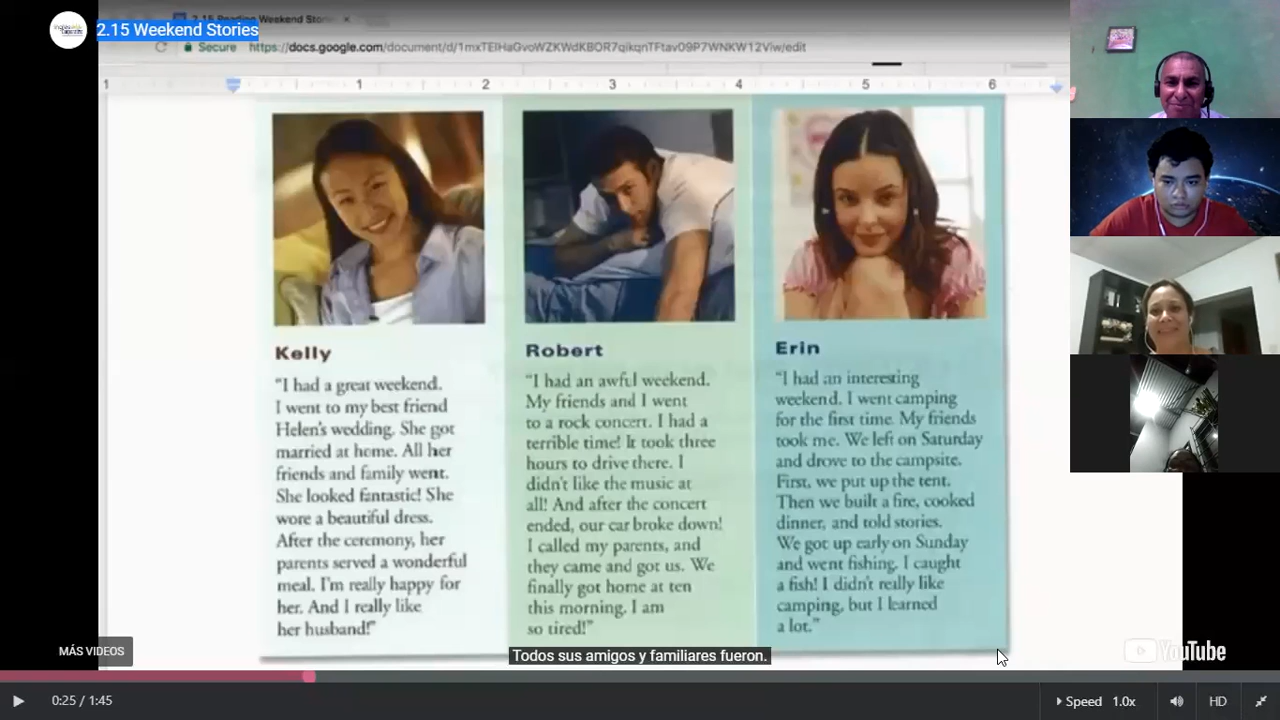 2.15 Weekend Stories
2.15 Reading Weekend Stori
Secure
https://docs.google.com/document/d/1mxTEIHaGvoWZKWdKBOR7qikqnTFtav09P7WNKW12Viw/edit
1 1 2 3 4 5 6
Kelly
"I had a great weekend.
I went to my best friend
Helen's wedding. She got
married at home. All her
friends and family went.
She looked fantastic! She
wore a beautiful dress.
After the ceremony, her
parents served a wonderful
meal. I'm really happy for
her. And I really like
her husband!"
Robert
"I had an awful weekend.
My friends and I went
to a rock concert. I had a
terrible time! It took three
hours to drive there. I
didn't like the music at
all! And after the concert
ended, our car broke down!
I called my parents, and
they came and got us. We
finally got home at ten
this morning. I am
so tired!"
Erin
"I had an interesting
weekend. I went camping
for the first time. My friends
took me. We left on Saturday
and drove to the campsite.
First, we put up the tent.
Then we built a fire, cooked
dinner, and told stories.
We got up early on Sunday
and went fishing. I caught
a fish! I didn't really like
camping, but I learned
a lot."
MÁS VIDEOS
Todos sus amigos y familiares fueron.
YouTube
0:25 / 1:45
Speed 1.0x
HD